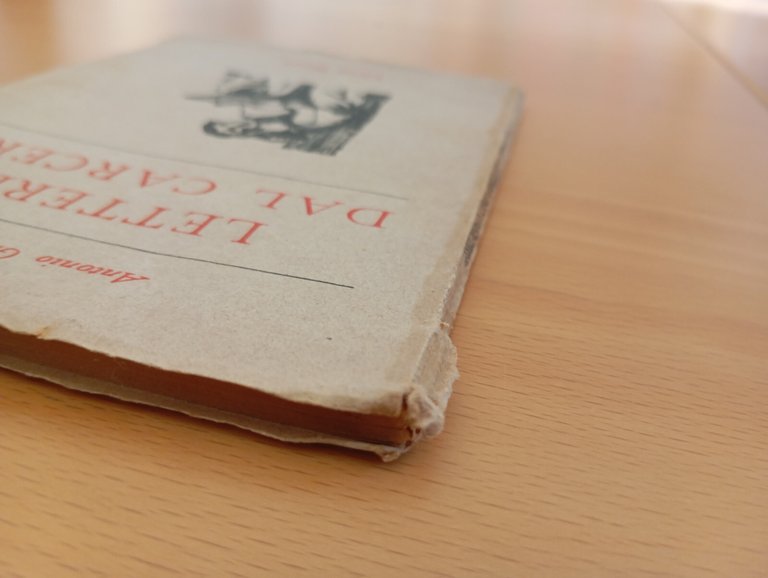 Antonio G
LETTER
DAL CARCER